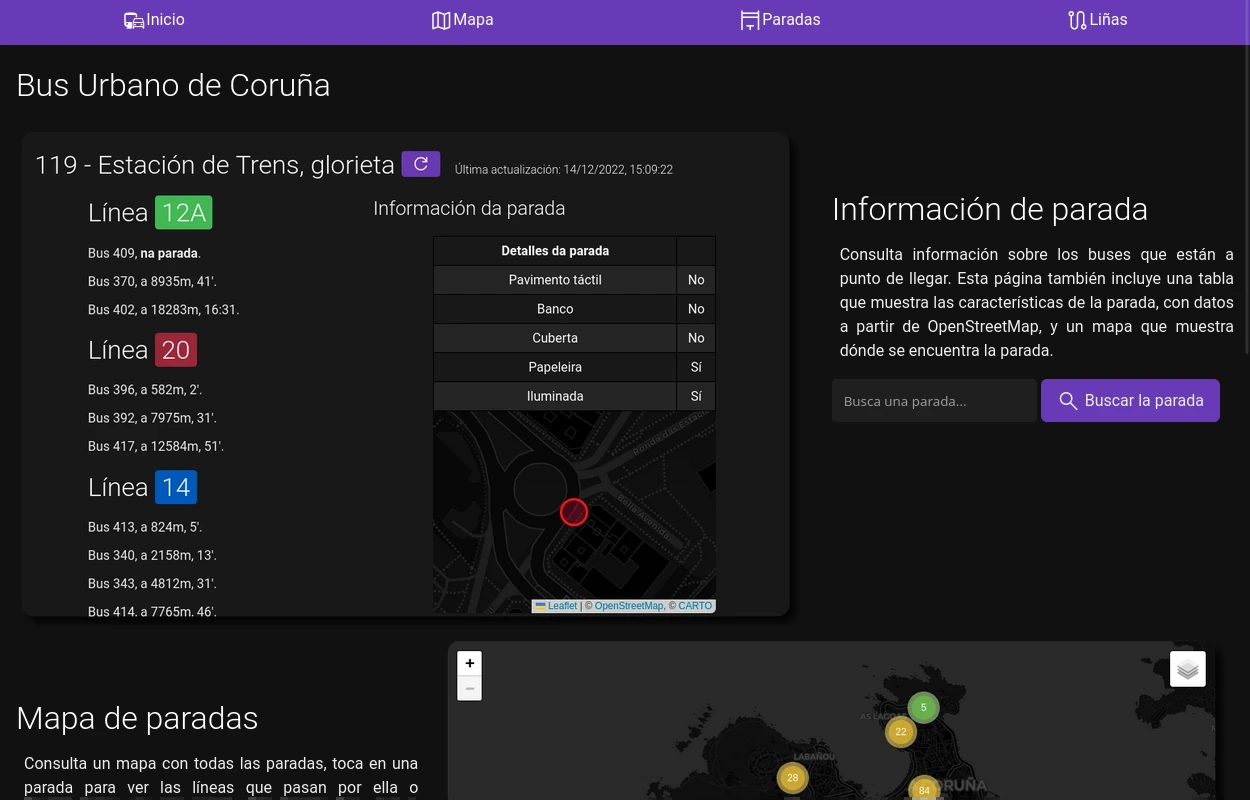 Inicio
Mapa
Paradas
Liñas
Bus Urbano de Coruña
119 - Estación de Trens, glorieta
Última actualización: 14/12/2022, 15:09:22
Línea 12A
Bus 409, na parada.
Bus 370, a 8935m, 41'.
Bus 402, a 18283m, 16:31.
Línea 20
Bus 396, a 582m, 2'.
Bus 392, a 7975m, 31'.
Bus 417, a 12584m, 51'.
Línea 14
Bus 413, a 824m, 5'.
Bus 340, a 2158m, 13'.
Bus 343, a 4812m, 31'.
Bus 414, a 7765m, 46'.
Información da parada
Detalles da parada
Pavimento táctil No
Banco No
Cuberta No
Papeleira Sí
Iluminada Sí
Ronda das Estac
Bella Avenida
Leaflet | © OpenStreetMap, © CARTO
Información de parada
Consulta información sobre los buses que están a
punto de llegar. Esta página también incluye una tabla
que muestra las características de la parada, con datos
a partir de OpenStreetMap, y un mapa que muestra
dónde se encuentra la parada.
Busca una parada...
Buscar la parada
Mapa de paradas
Consulta un mapa con todas las paradas, toca en una
parada para ver las líneas que pasan por ella o
+
−
5
AS LAGOAS
22
LABAÑOU
28
84
CORUÑA